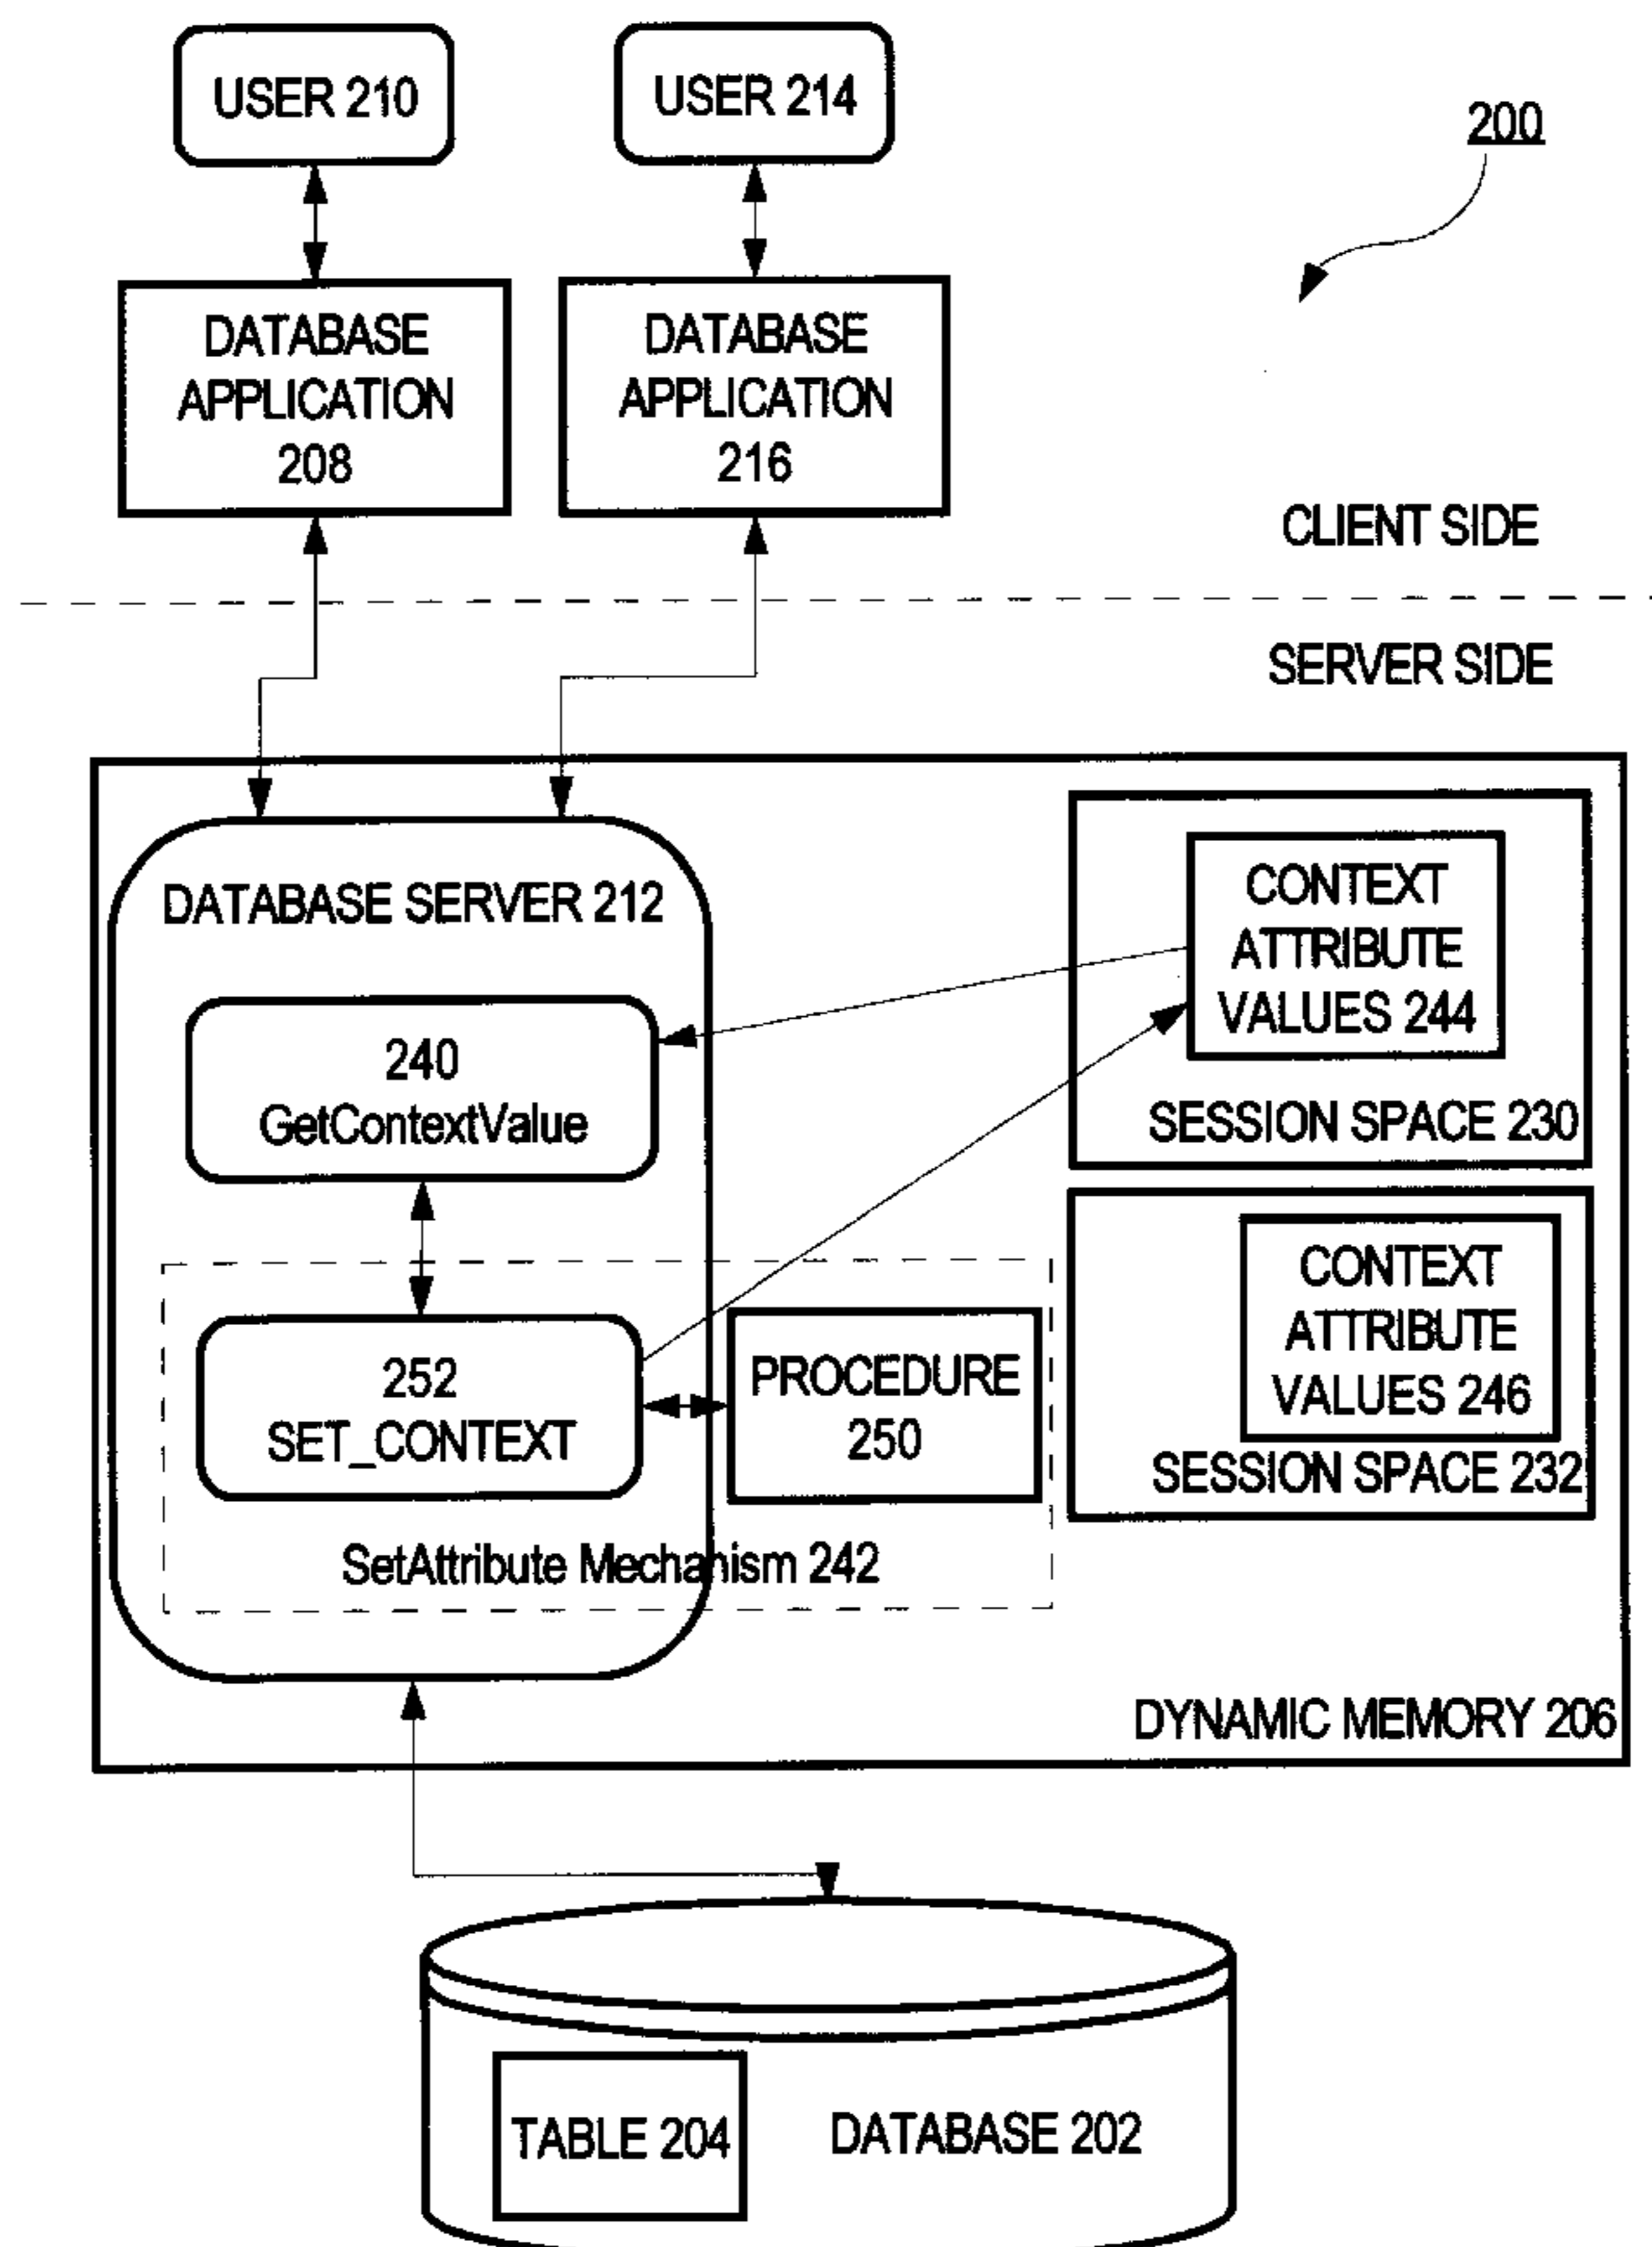 USER 210
USER 214
200
DATABASE
APPLICATION
208
DATABASE
APPLICATION
216
CLIENT SIDE
SERVER SIDE
DATABASE SERVER 212
240
GetContextValue
252
SET_CONTEXT
PROCEDURE
250
SetAttribute Mechanism 242
CONTEXT
ATTRIBUTE
VALUES 244
SESSION SPACE 230
CONTEXT
ATTRIBUTE
VALUES 246
SESSION SPACE 232
DYNAMIC MEMORY 206
TABLE 204
DATABASE 202